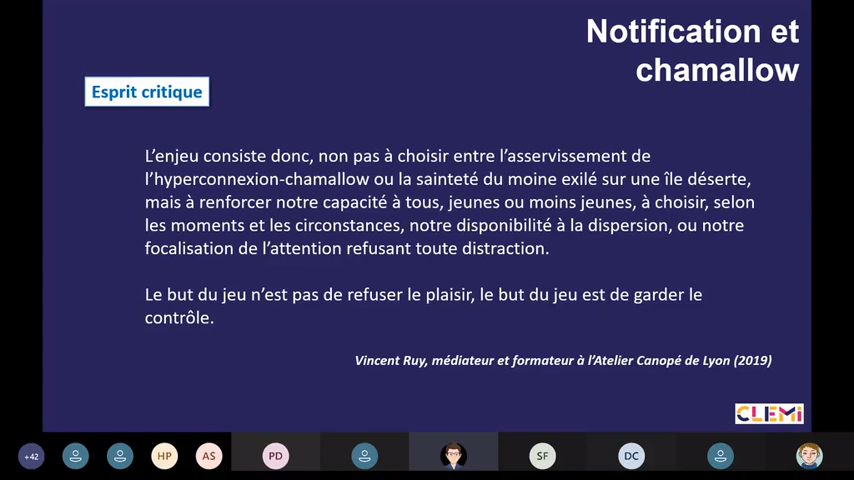 Notification et
chamallow
Esprit critique
L’enjeu consiste donc, non pas à choisir entre l’asservissement de
l’hyperconnexion-chamallow ou la sainteté du moine exilé sur une île déserte,
mais à renforcer notre capacité à tous, jeunes ou moins jeunes, à choisir, selon
les moments et les circonstances, notre disponibilité à la dispersion, ou notre
focalisation de l’attention refusant toute distraction.
Le but du jeu n’est pas de refuser le plaisir, le but du jeu est de garder le
contrôle.
Vincent Ruy, médiateur et formateur à l’Atelier Canopé de Lyon (2019)
CLEMI
+42 HP AS PD SF DC